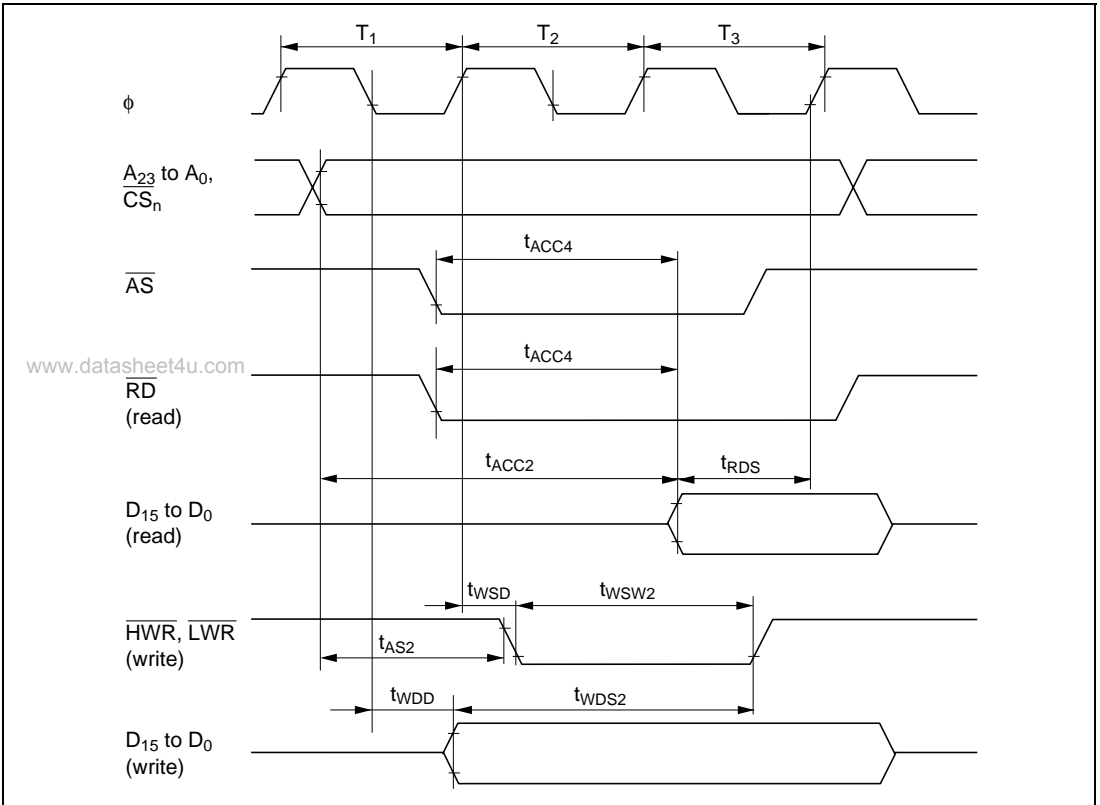 T1 T2 T3
ϕ
A23 to A0,
CSn
tACC4
AS
tACC4
www.datasheet4u.com
RD
(read)
tACC2 tRDS
D15 to D0
(read)
tWSD tWSW2
HWR, LWR
(write)
tAS2
tWDD tWDS2
D15 to D0
(write)